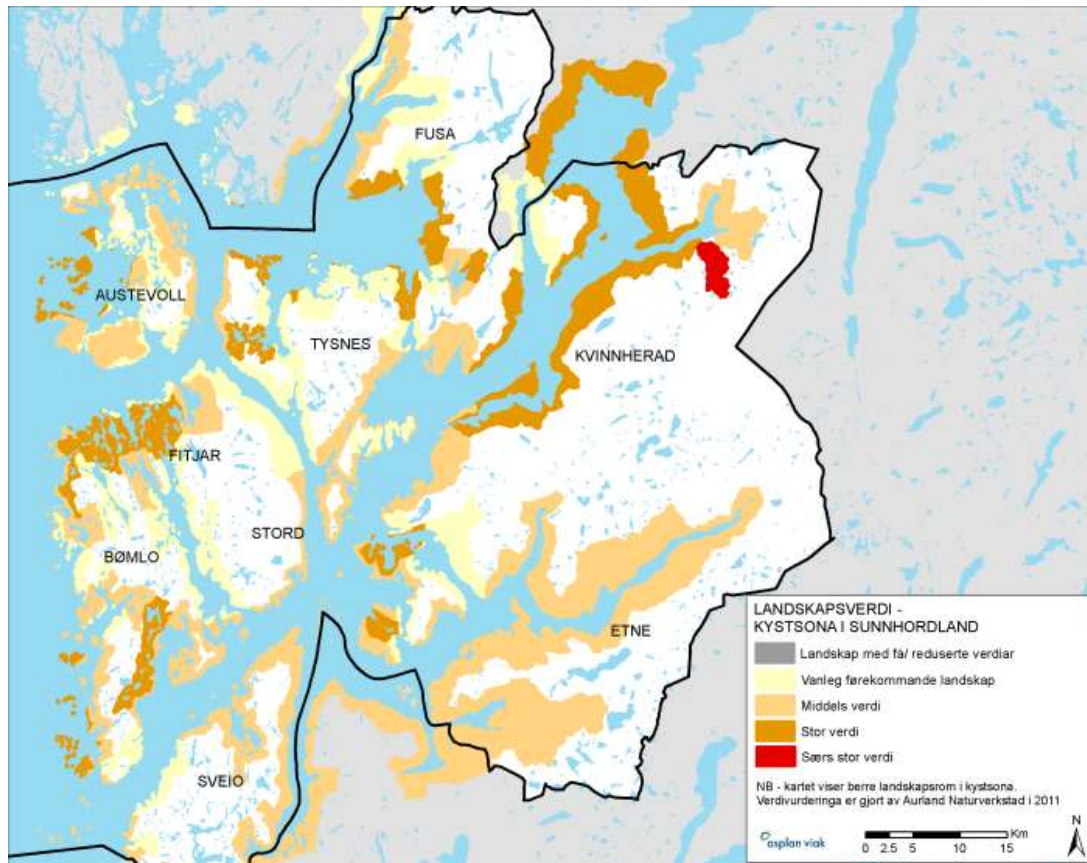 FUSA
AUSTEVOLL
TYSNES
KVINNHERAD
FITJAR
STORD
BØMLO
ETNE
SVEIO
LANDSKAPSVERDI -
KYSTSONA I SUNNHORDLAND
Landskap med få/ reduserte verdiar
Vanleg førekommande landskap
Middels verdi
Stor verdi
Særs stor verdi
NB - kartet viser berre landskapsrom i kystsona.
Verdivurderinga er gjort av Aurland Naturverkstad i 2011
asplan viak
0 2.5 5 10 15 Km
N